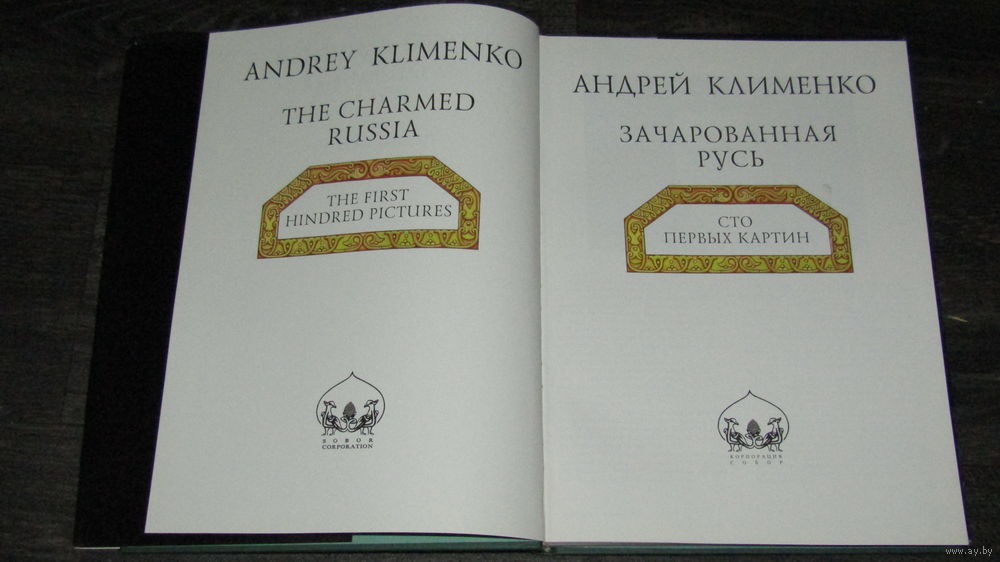 ANDREY KLIMENKO
THE CHARMED
RUSSIA
THE FIRST
HINDRED PICTURES
SOBOR
CORPORATION
АНДРЕЙ КЛИМЕНКО
ЗАЧАРОВАННАЯ
РУСЬ
СТО
ПЕРВЫХ КАРТИН
КОРПОРАЦИЯ
СОБОР
www.ay.by